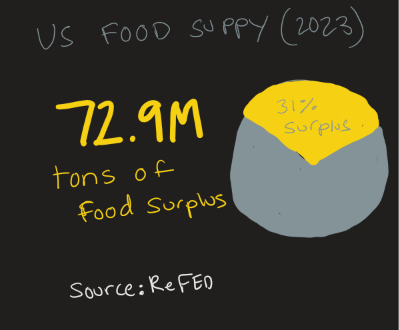 US FOOD SUPPY (2023)
72.9M
tons of
food surplus
31%
surplus
Source: ReFED